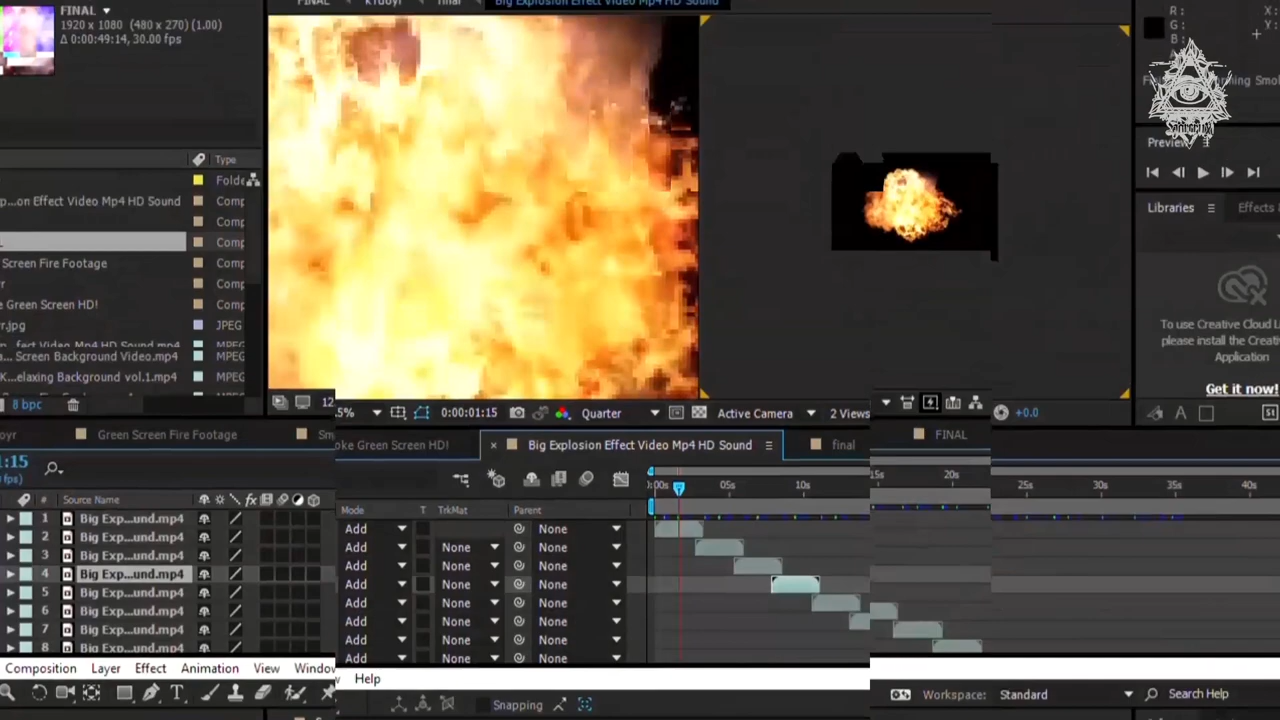 FINAL
Big Explosion Effect Video Mp4 HD Sound
FINAL
1920 x 1080 (480 x 270) (1.00)
Δ 0:00:49:14, 30.00 fps
R :
G :
B :
X :
Y :
Type
Folde
p...on Effect Video Mp4 HD Sound
Comp
Comp
Comp
Screen Fire Footage
Comp
Comp
e Green Screen HD!
Comp
r.jpg
JPEG
Screen Background Video.mp4
MPEG
K...elaxing Background vol.1.mp4
MPEG
8 bpc
Preview
Libraries
Effects
To use Creative Cloud L
please install the Creati
Application
Get it now!
12
.5%
0:00:01:15
Quarter
Active Camera
2 Views
+0.0
oyr
Green Screen Fire Footage
Sm
oke Green Screen HD!
× Big Explosion Effect Video Mp4 HD Sound
final
FINAL
1:15
fps)
:00s
05s
10s
15s
20s
25s
30s
35s
40s
# Source Name
fx
Mode
T TrkMat
Parent
1 Big Exp...und.mp4
Add
None
2 Big Exp...und.mp4
Add
None
None
3 Big Exp...und.mp4
Add
None
None
4 Big Exp...und.mp4
Add
None
None
5 Big Exp...und.mp4
Add
None
None
6 Big Exp...und.mp4
Add
None
None
7 Big Exp...und.mp4
Add
None
None
8 Big Exp...und.mp4
Add
None
None
Composition Layer Effect Animation View Window
Help
T
Snapping
Workspace: Standard
Search Help